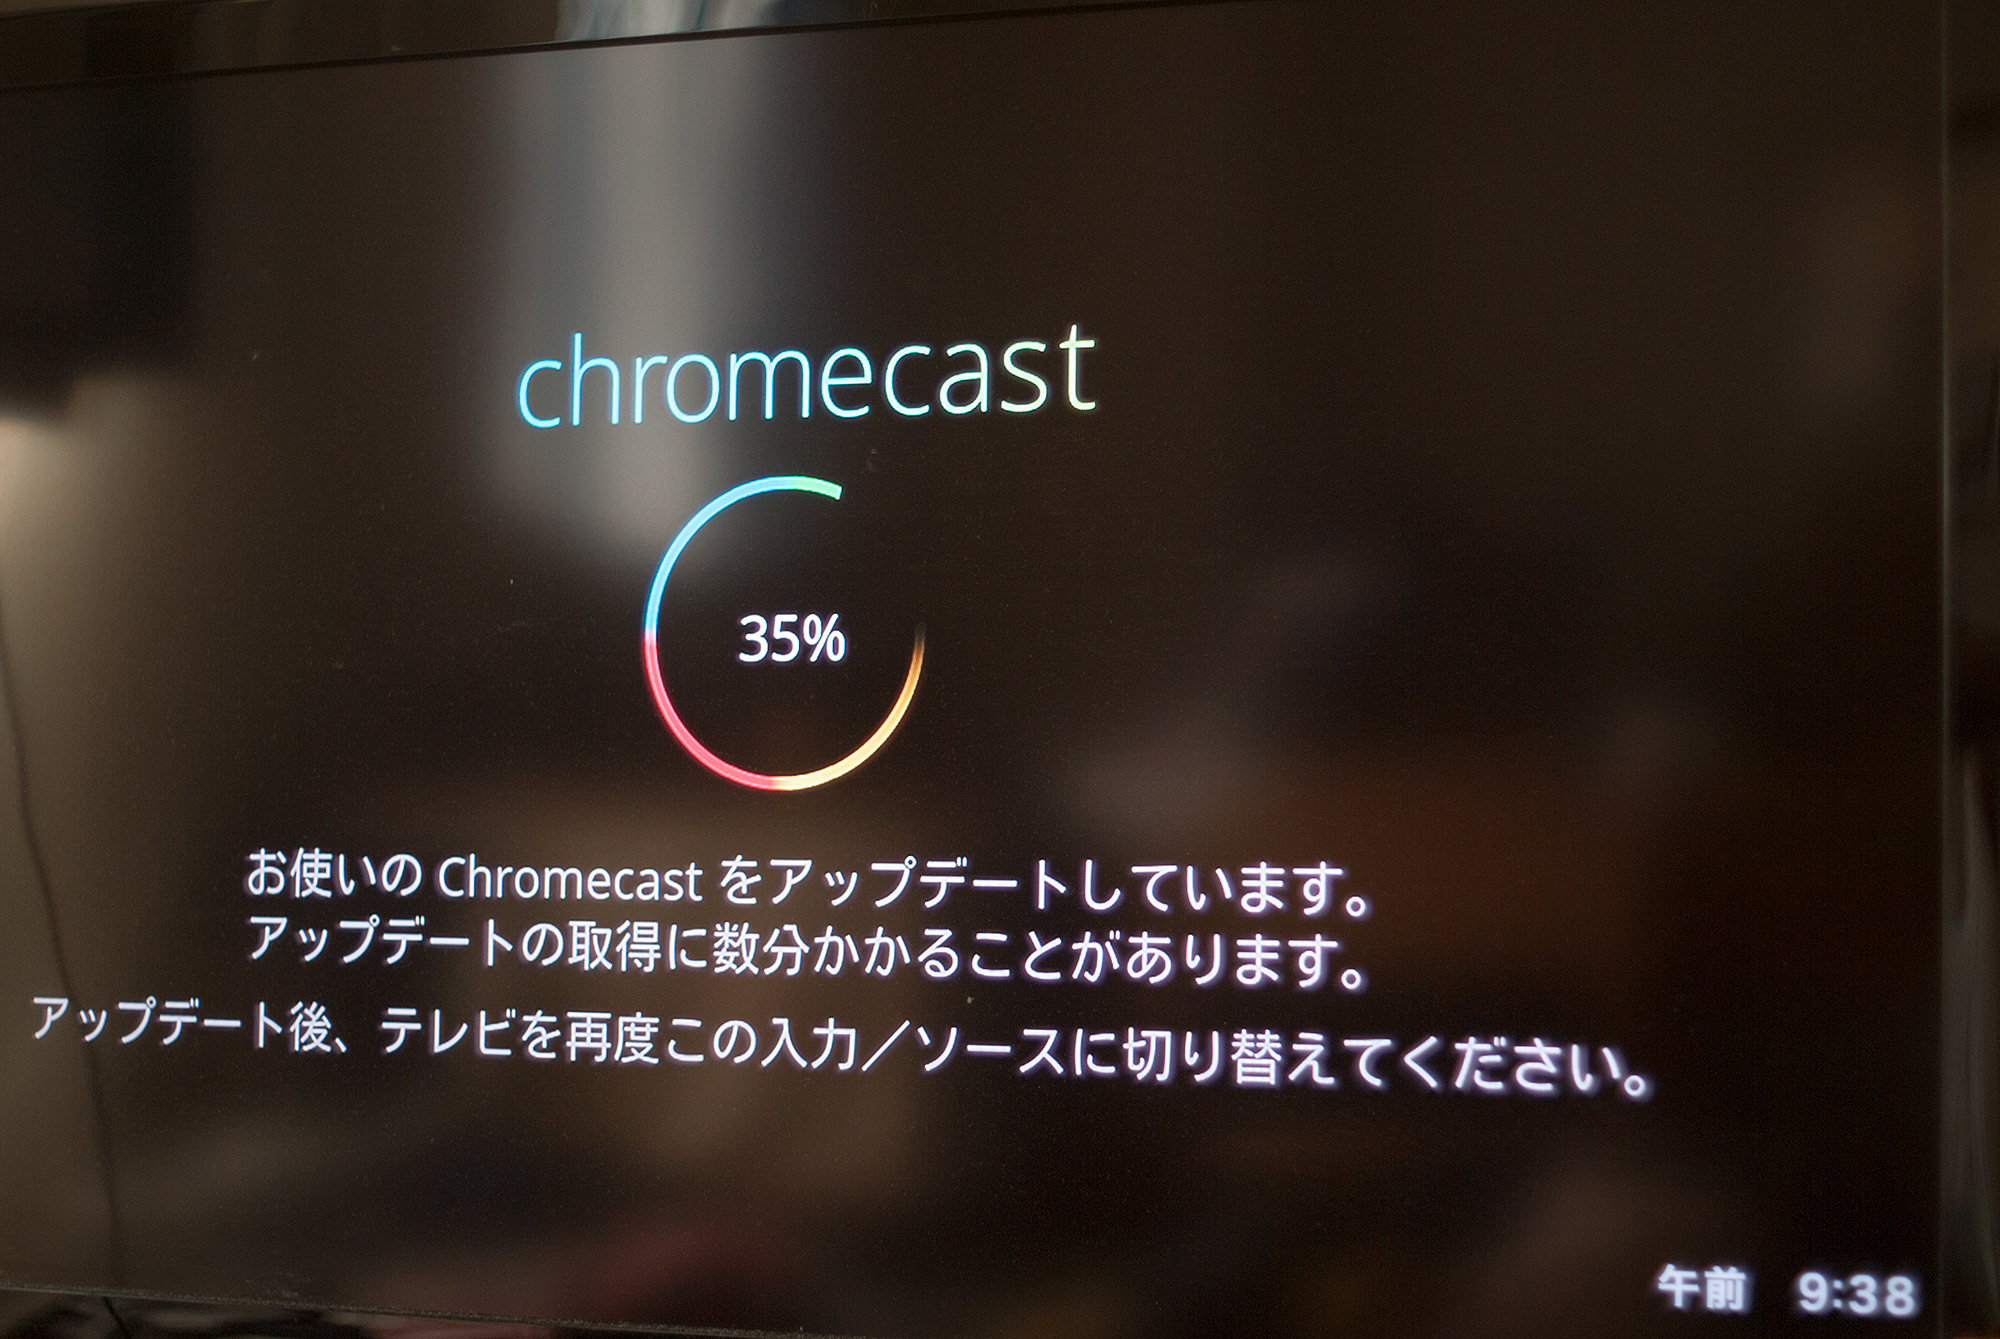 chromecast
35%
お使いの Chromecast をアップデートしています。
アップデートの取得に数分かかることがあります。
アップデート後、テレビを再度この入力／ソースに切り替えてください。
午前 9:38